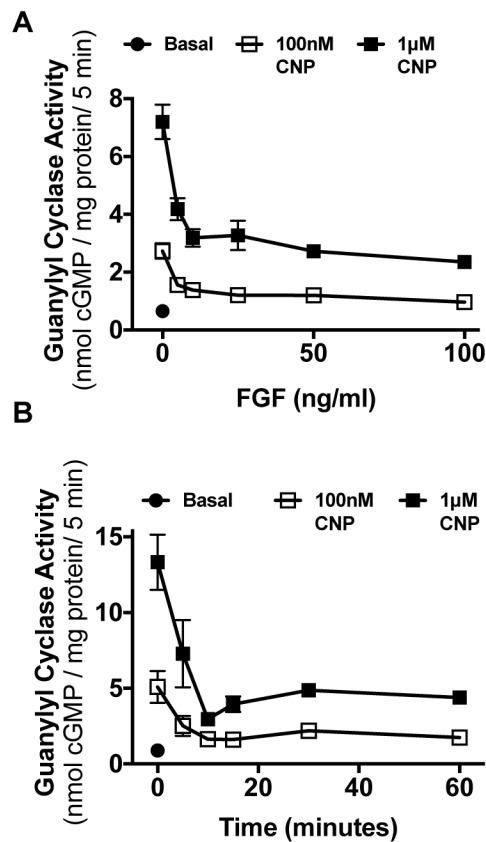 A
Basal 100nM CNP 1µM CNP
Guanylyl Cyclase Activity
(nmol cGMP / mg protein/ 5 min)
8
6
4
2
0
0 50 100
FGF (ng/ml)
B
Basal 100nM CNP 1µM CNP
Guanylyl Cyclase Activity
(nmol cGMP / mg protein/ 5 min)
15
10
5
0
0 20 40 60
Time (minutes)